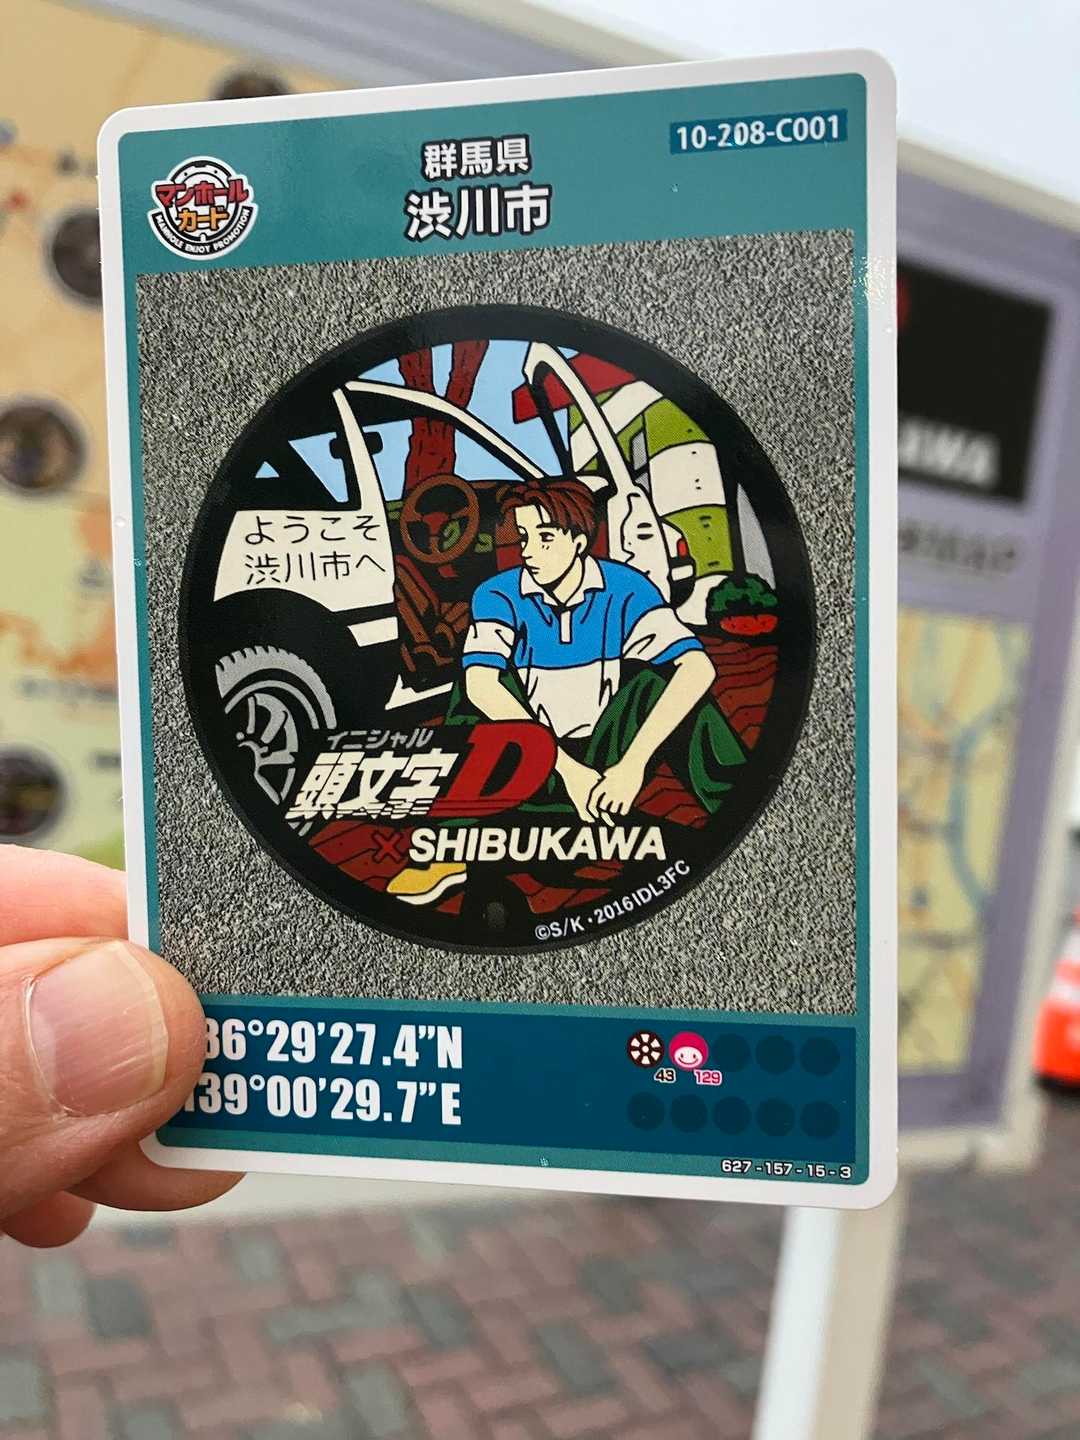 10-208-C001
群馬県
渋川市
マンホール
カード
MANHOLE ENJOY PROMOTION
ようこそ
渋川市へ
イニシャル
頭文字D
×SHIBUKAWA
©S/K・2016IDL3FC
36°29'27.4"N
139°00'29.7"E
43 129
627-157-15-3